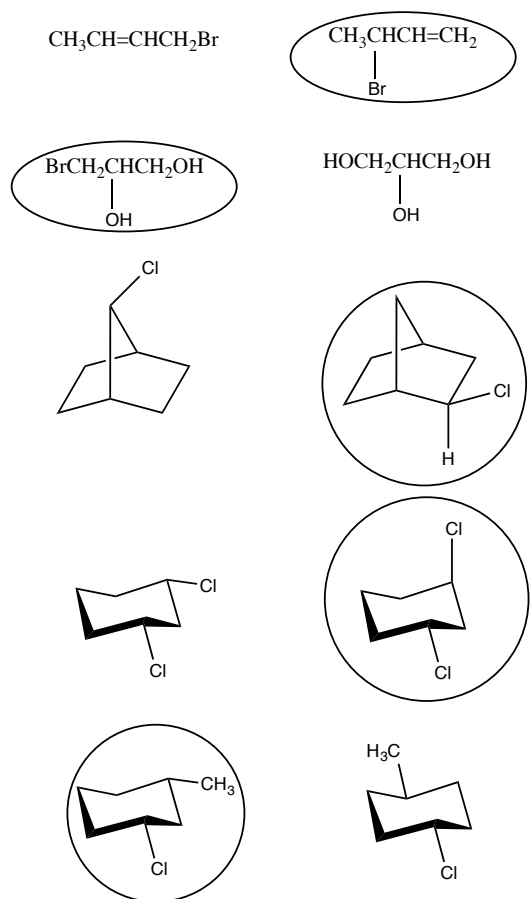 CH₃CH=CHCH₂Br
CH₃CHCH=CH₂
Br
BrCH₂CHCH₂OH
OH
HOCH₂CHCH₂OH
OH
Cl
Cl
H
Cl
Cl
Cl
Cl
CH₃
Cl
H₃C
Cl